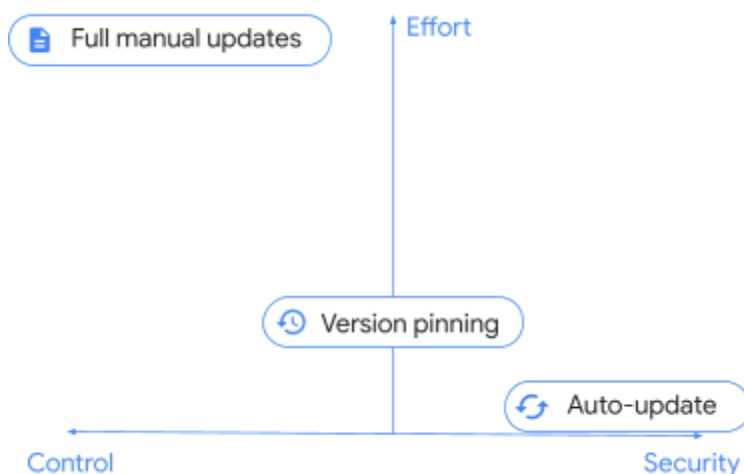 Full manual updates
Effort
Version pinning
Auto-update
Control
Security